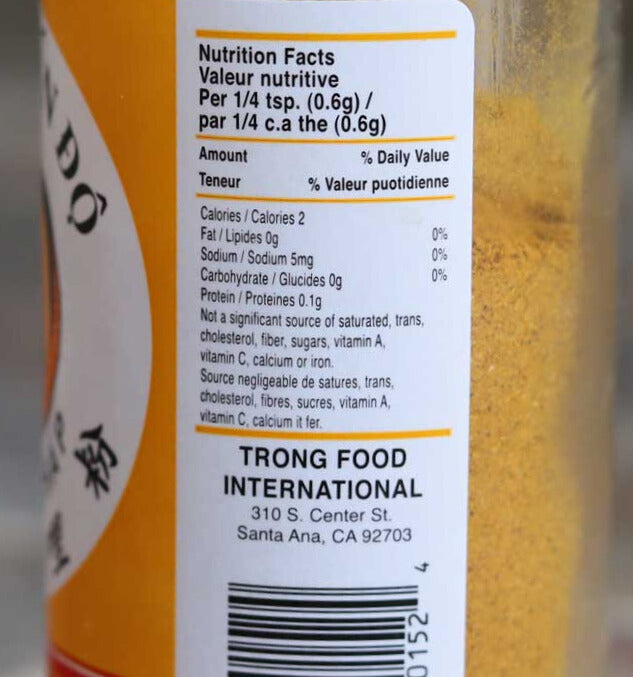 Nutrition Facts
Valeur nutritive
Per 1/4 tsp. (0.6g) /
par 1/4 c.a the (0.6g)
Amount % Daily Value
Teneur % Valeur puotidienne
Calories / Calories 2
Fat / Lipides 0g 0%
Sodium / Sodium 5mg 0%
Carbohydrate / Glucides 0g 0%
Protein / Proteines 0.1g
Not a significant source of saturated, trans,
cholesterol, fiber, sugars, vitamin A,
vitamin C, calcium or iron.
Source negligeable de satures, trans,
cholesterol, fibres, sucres, vitamin A,
vitamin C, calcium it fer.
TRONG FOOD
INTERNATIONAL
310 S. Center St.
Santa Ana, CA 92703
0152 4
ĐỘ